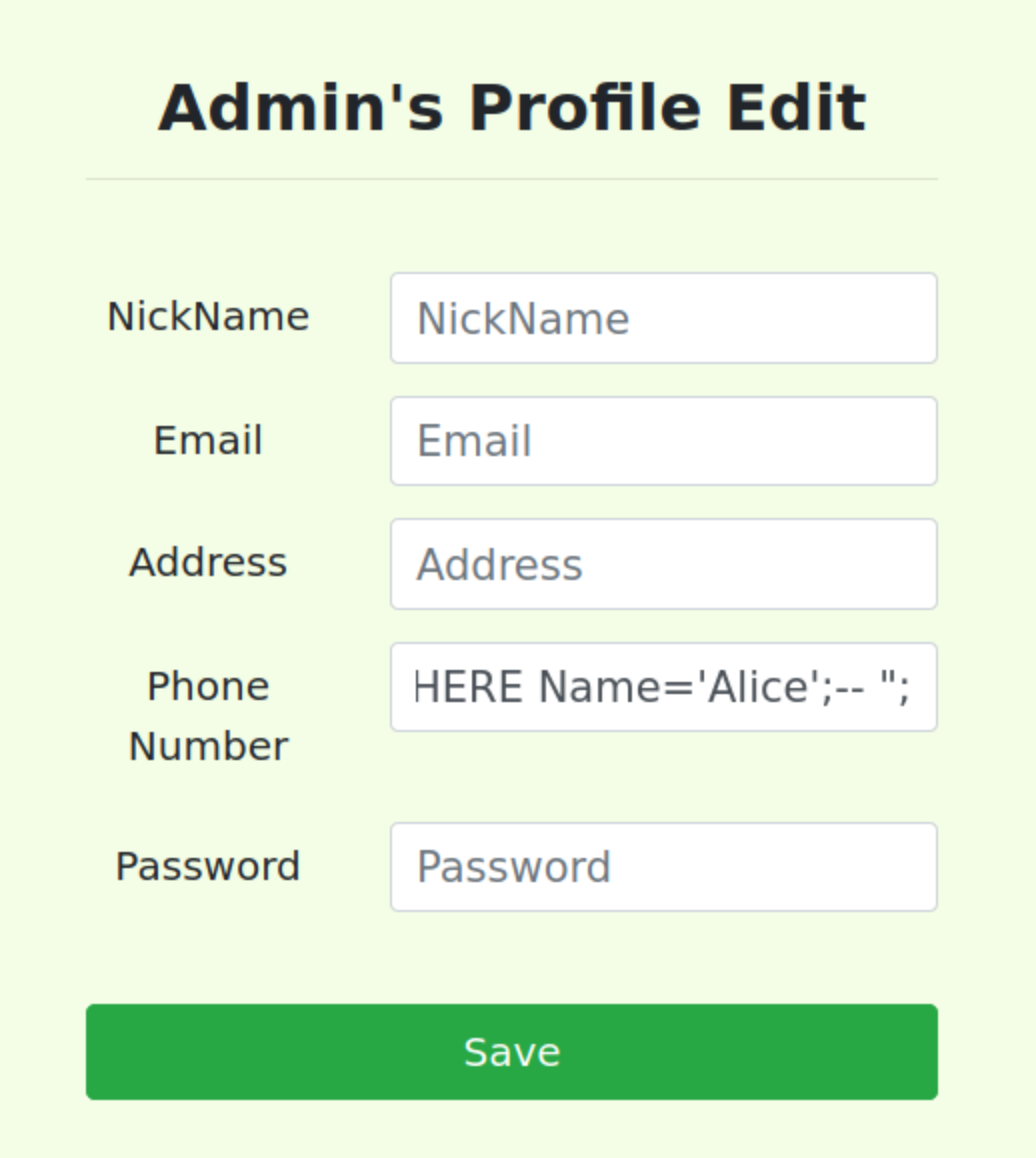 Admin's Profile Edit
NickName NickName
Email Email
Address Address
Phone HERE Name='Alice';-- ";
Number
Password Password
Save